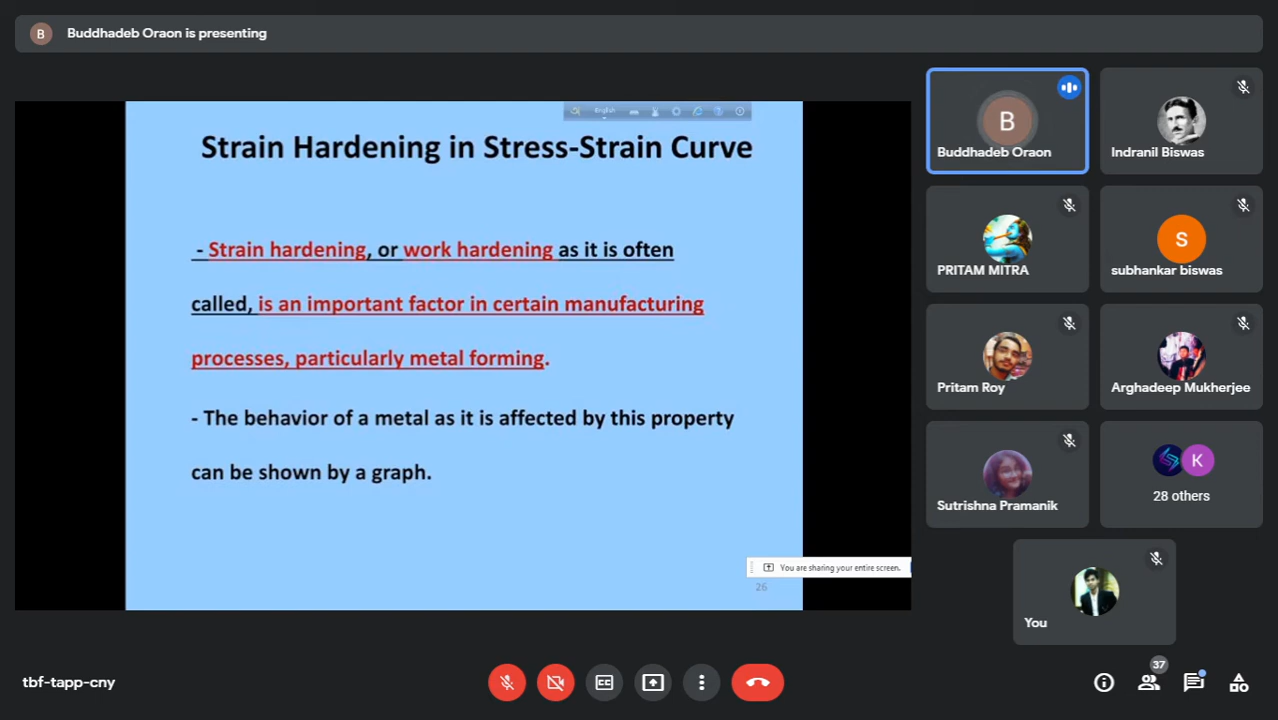 B Buddhadeb Oraon is presenting
English
Strain Hardening in Stress-Strain Curve
- Strain hardening, or work hardening as it is often
called, is an important factor in certain manufacturing
processes, particularly metal forming.
- The behavior of a metal as it is affected by this property
can be shown by a graph.
You are sharing your entire screen.
26
B
Buddhadeb Oraon
Indranil Biswas
PRITAM MITRA
S
subhankar biswas
Pritam Roy
Arghadeep Mukherjee
Sutrishna Pramanik
K
28 others
You
tbf-tapp-cny
CC
37